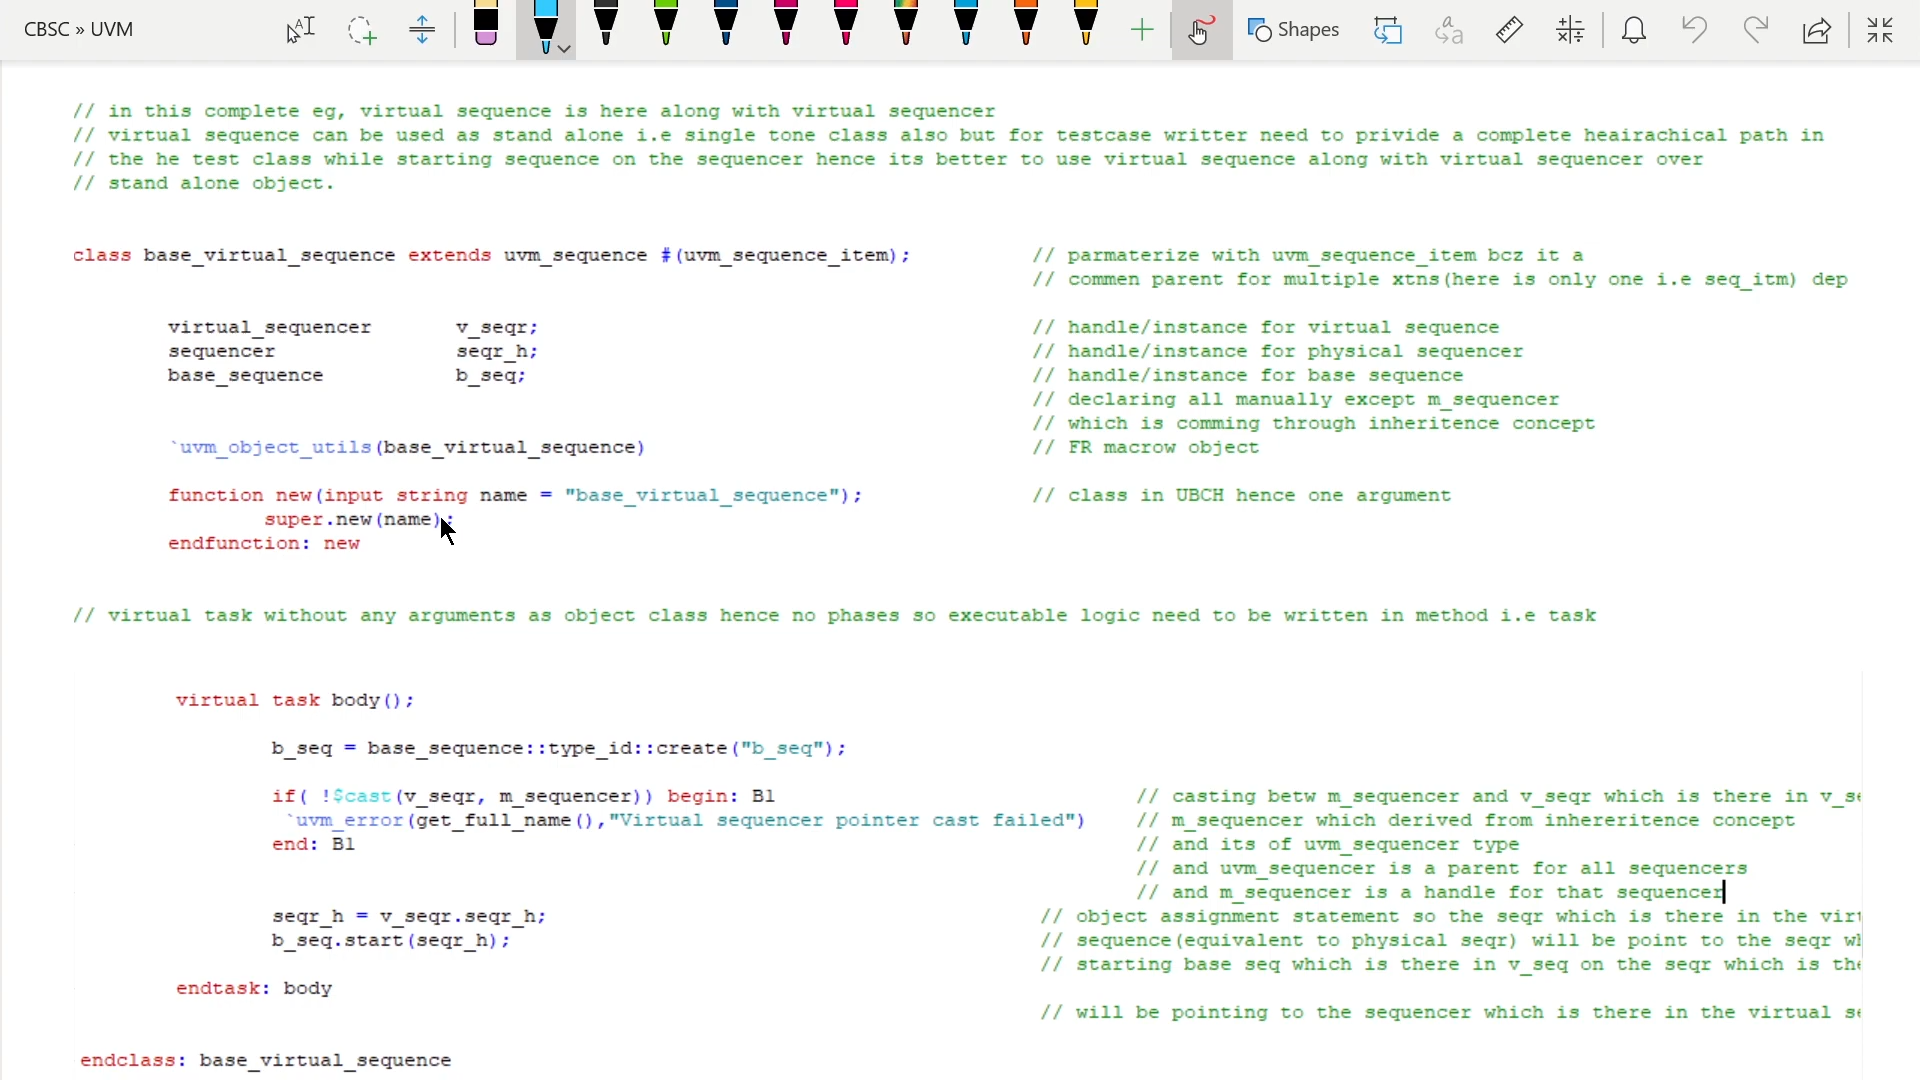 CBSC » UVM
Shapes
// in this complete eg, virtual sequence is here along with virtual sequencer
// virtual sequence can be used as stand alone i.e single tone class also but for testcase writter need to privide a complete heairachical path in
// the he test class while starting sequence on the sequencer hence its better to use virtual sequence along with virtual sequencer over
// stand alone object.
class base_virtual_sequence extends uvm_sequence #(uvm_sequence_item); // parmaterize with uvm_sequence_item bcz it a
// commen parent for multiple xtns(here is only one i.e seq_itm) dep
virtual_sequencer v_seqr; // handle/instance for virtual sequence
sequencer seqr_h; // handle/instance for physical sequencer
base_sequence b_seq; // handle/instance for base sequence
// declaring all manually except m_sequencer
// which is comming through inheritence concept
`uvm_object_utils(base_virtual_sequence) // FR macrow object
function new(input string name = "base_virtual_sequence"); // class in UBCH hence one argument
super.new(name);
endfunction: new
// virtual task without any arguments as object class hence no phases so executable logic need to be written in method i.e task
virtual task body();
b_seq = base_sequence::type_id::create("b_seq");
if( !$cast(v_seqr, m_sequencer)) begin: B1 // casting betw m_sequencer and v_seqr which is there in
`uvm_error(get_full_name(),"Virtual sequencer pointer cast failed") // m_sequencer which derived from inhereritence concept
end: B1 // and its of uvm_sequencer type
// and uvm_sequencer is a parent for all sequencers
// and m_sequencer is a handle for that sequencer
seqr_h = v_seqr.seqr_h; // object assignment statement so the seqr which is there in the
b_seq.start(seqr_h); // sequence(equivalent to physical seqr) will be point to the seqr
// starting base seq which is there in v_seq on the seqr which is
endtask: body
// will be pointing to the sequencer which is there in the virtual
endclass: base_virtual_sequence